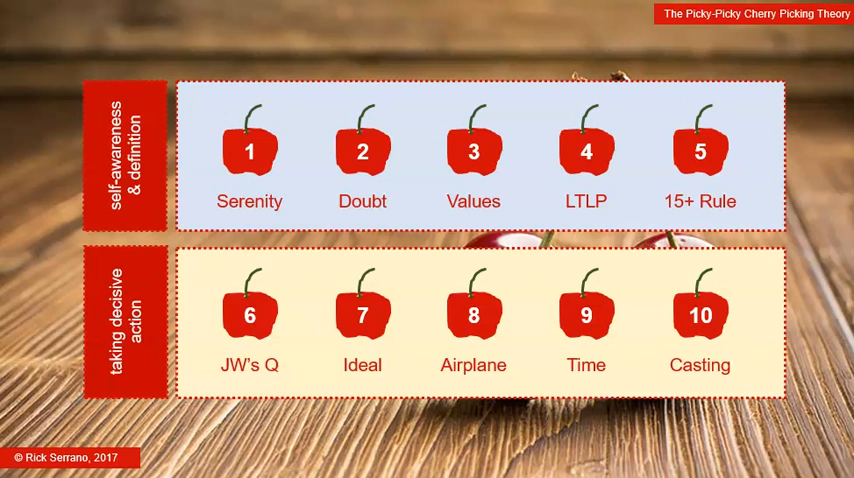 The Picky-Picky Cherry Picking Theory
self-awareness
& definition
1
2
3
4
5
Serenity
Doubt
Values
LTLP
15+ Rule
taking decisive
action
6
7
8
9
10
JW's Q
Ideal
Airplane
Time
Casting
© Rick Serrano, 2017